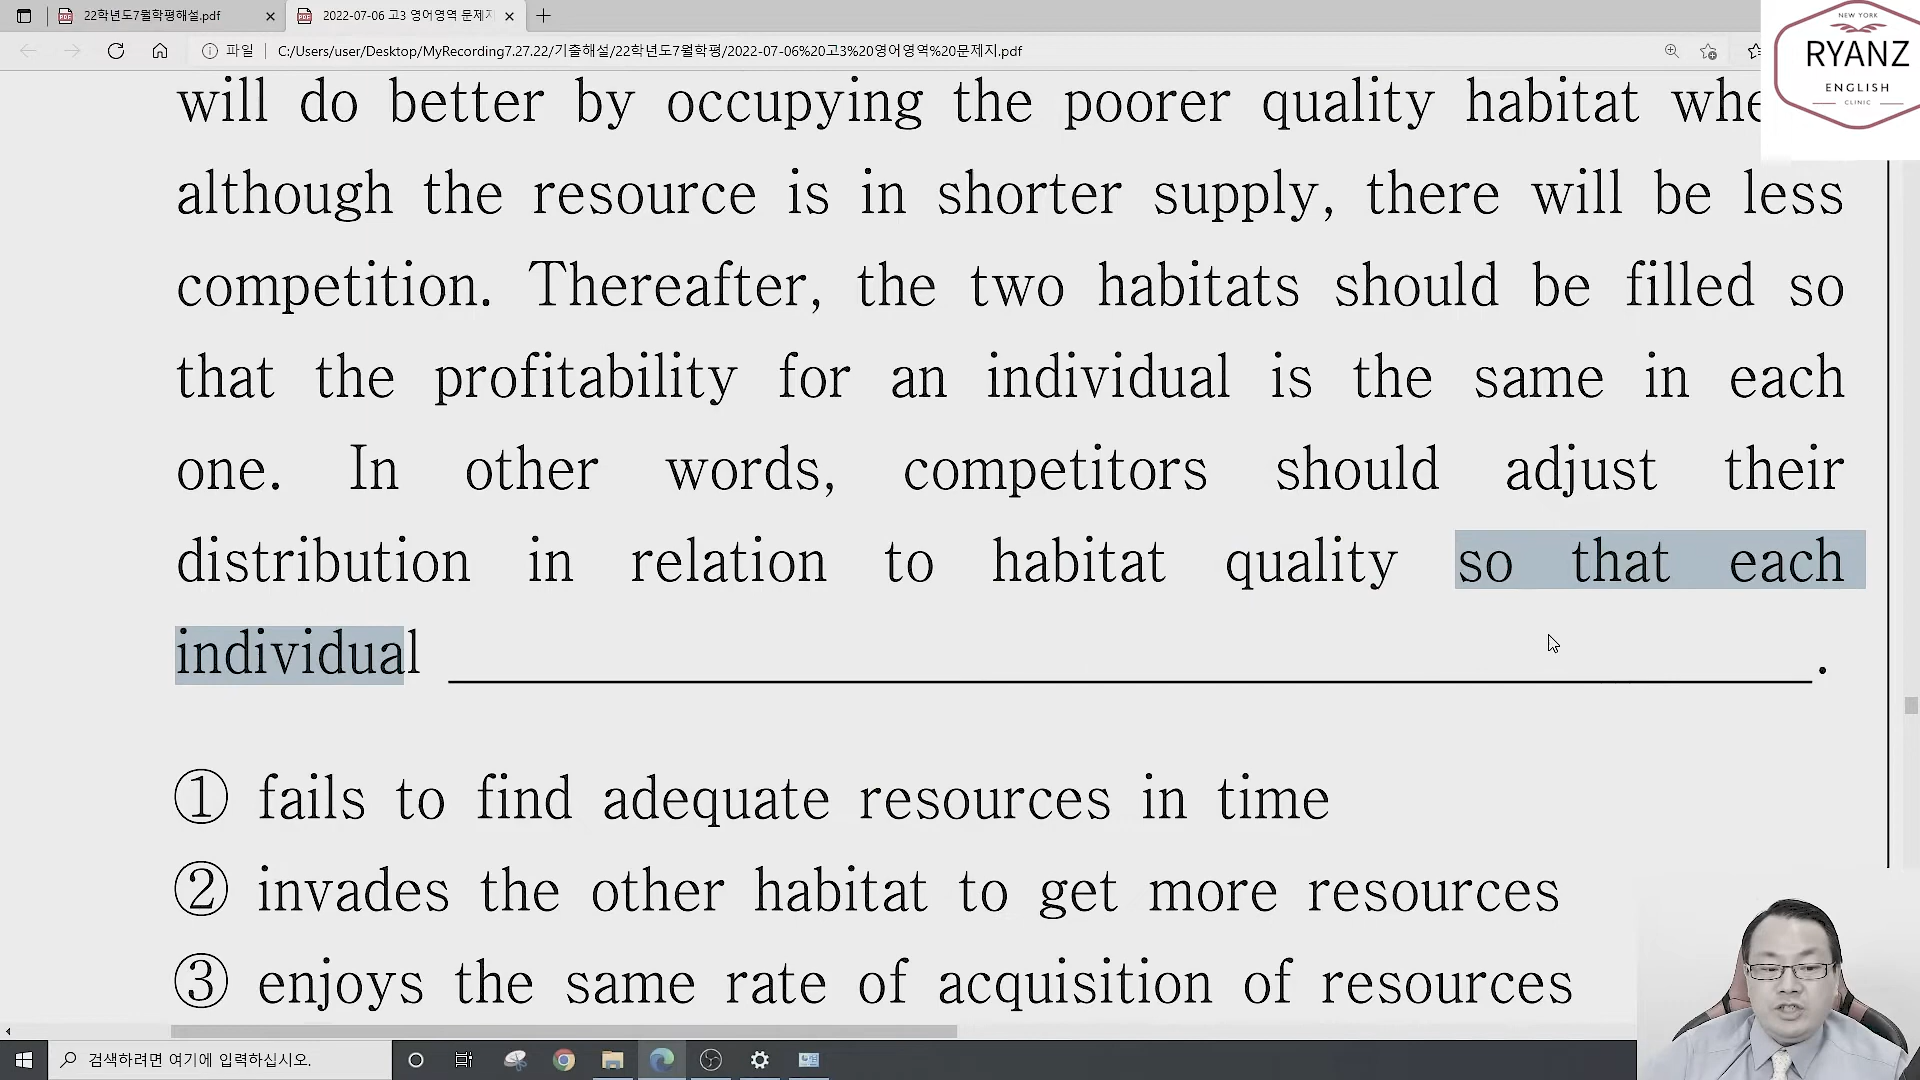 22학년도7월학평해설.pdf
2022-07-06 고3 영어영역 문제지
파일
C:/Users/user/Desktop/MyRecording7.27.22/기출해설/22학년도7월학평/2022-07-06%20고3%20영어영역%20문제지.pdf
NEW YORK
RYANZ
ENGLISH
CLINIC
will do better by occupying the poorer quality habitat
although the resource is in shorter supply, there will be less
competition. Thereafter, the two habitats should be filled so
that the profitability for an individual is the same in each
one. In other words, competitors should adjust their
distribution in relation to habitat quality so that each
individual ____________________.
① fails to find adequate resources in time
② invades the other habitat to get more resources
③ enjoys the same rate of acquisition of resources
검색하려면 여기에 입력하십시오.